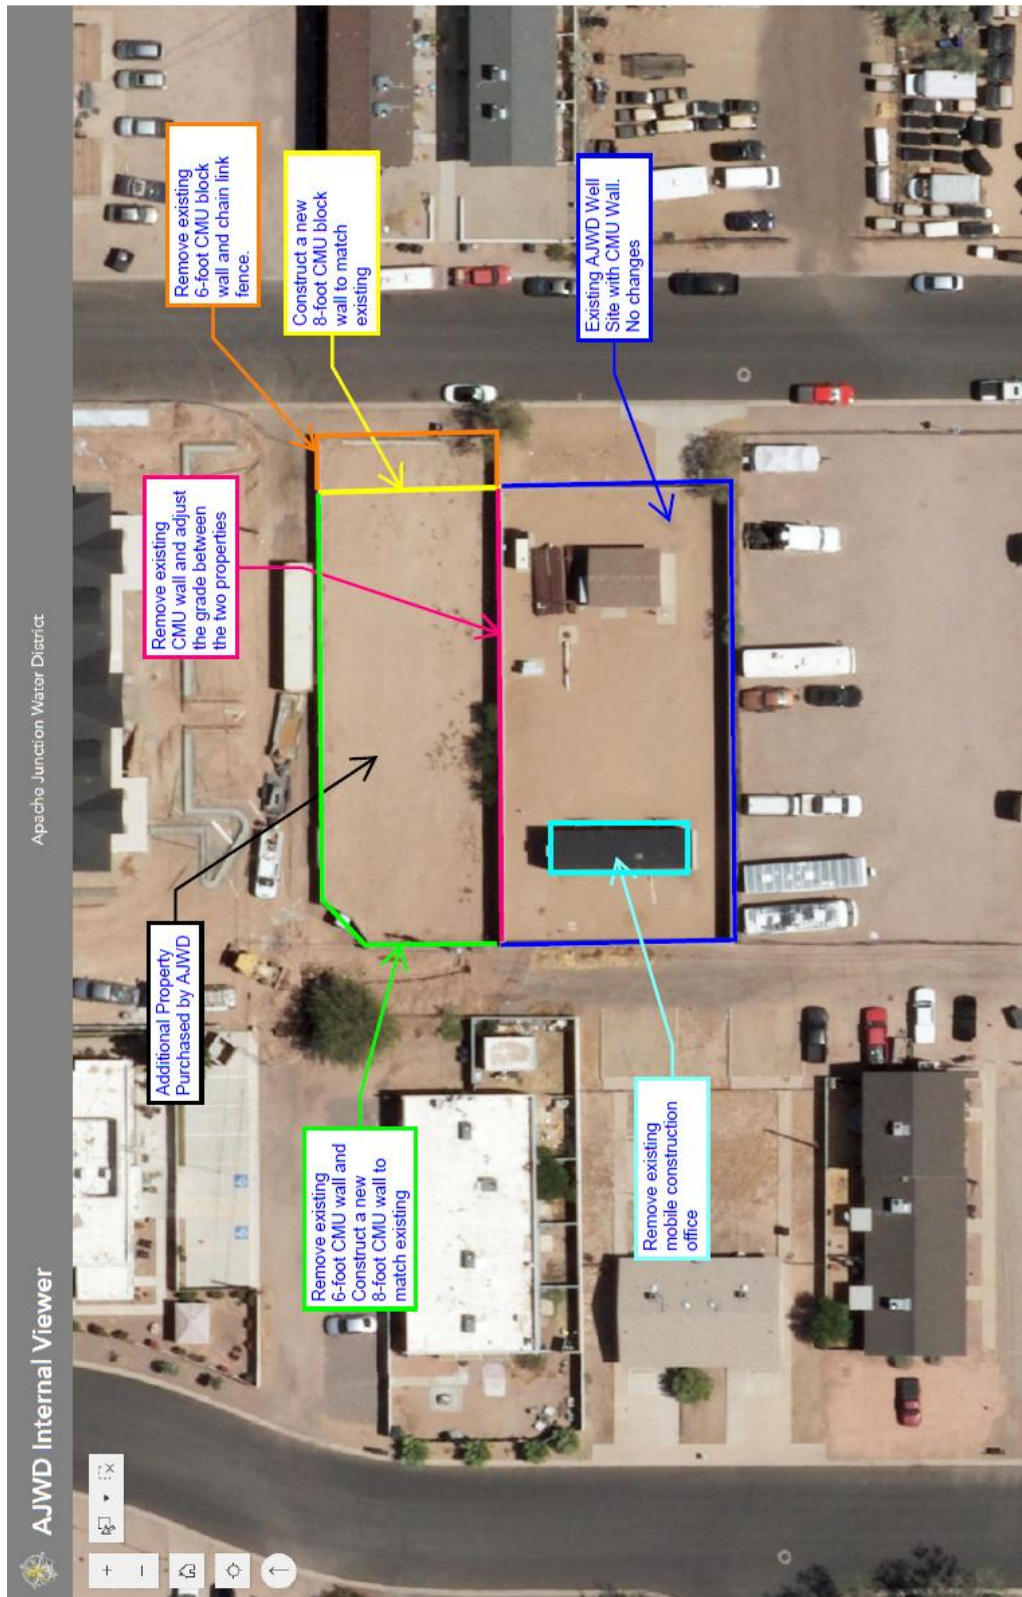 AJWD Internal Viewer
Apache Junction Water District
Remove existing
6-foot CMU wall and
Construct a new
8-foot CMU wall to
match existing
Additional Property
Purchased by AJWD
Remove existing
CMU wall and adjust
the grade between
the two properties
Remove existing
6-foot CMU block
wall and chain link
fence.
Construct a new
8-foot CMU block
wall to match
existing
Remove existing
mobile construction
office
Existing AJWD Well
Site with CMU Wall.
No changes